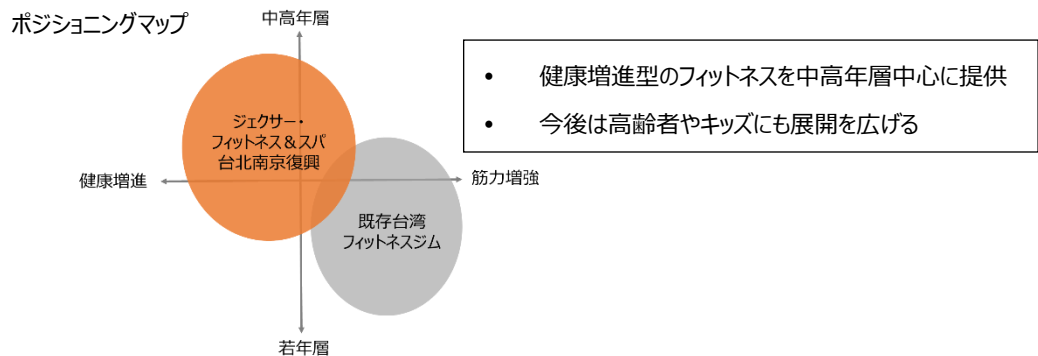 ポジショニングマップ
中高年層
• 健康増進型のフィットネスを中高年層中心に提供
• 今後は高齢者やキッズにも展開を広げる
ジェクサー・
フィットネス＆スパ
台北南京復興
健康増進
筋力増強
既存台湾
フィットネスジム
若年層